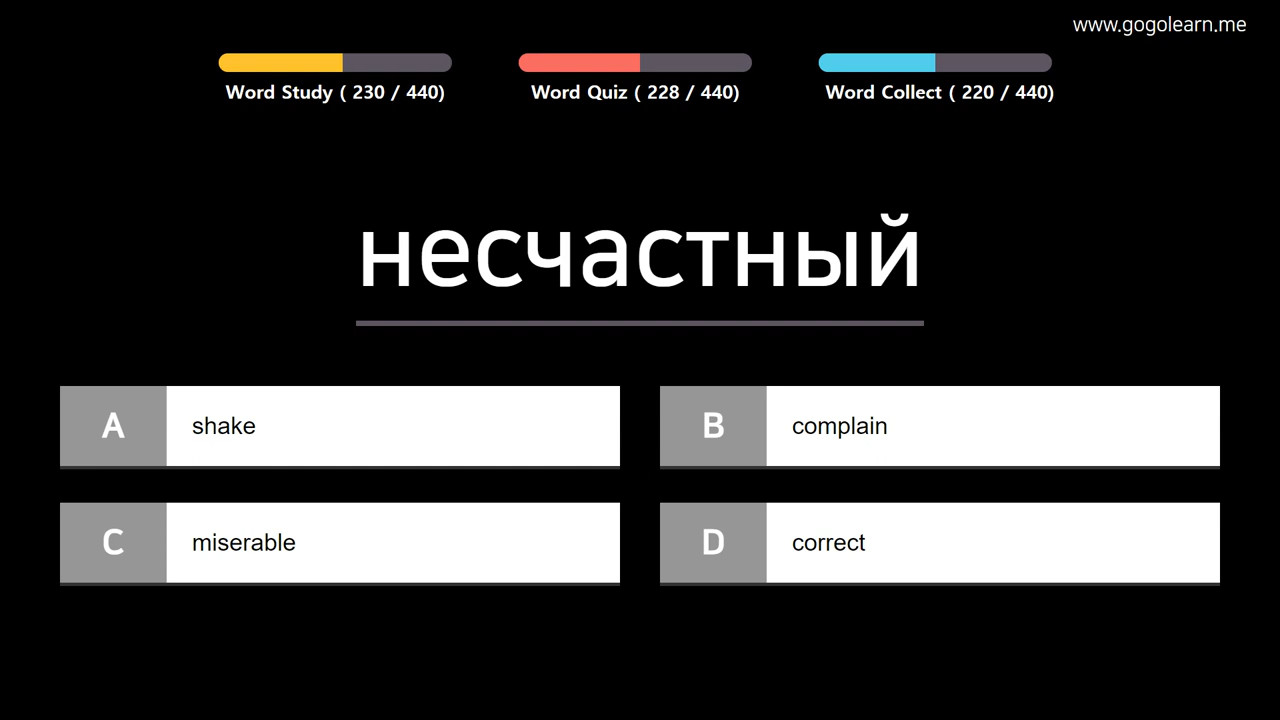 www.gogolearn.me
Word Study ( 230 / 440)
Word Quiz ( 228 / 440)
Word Collect ( 220 / 440)
несчастный
A shake
B complain
C miserable
D correct